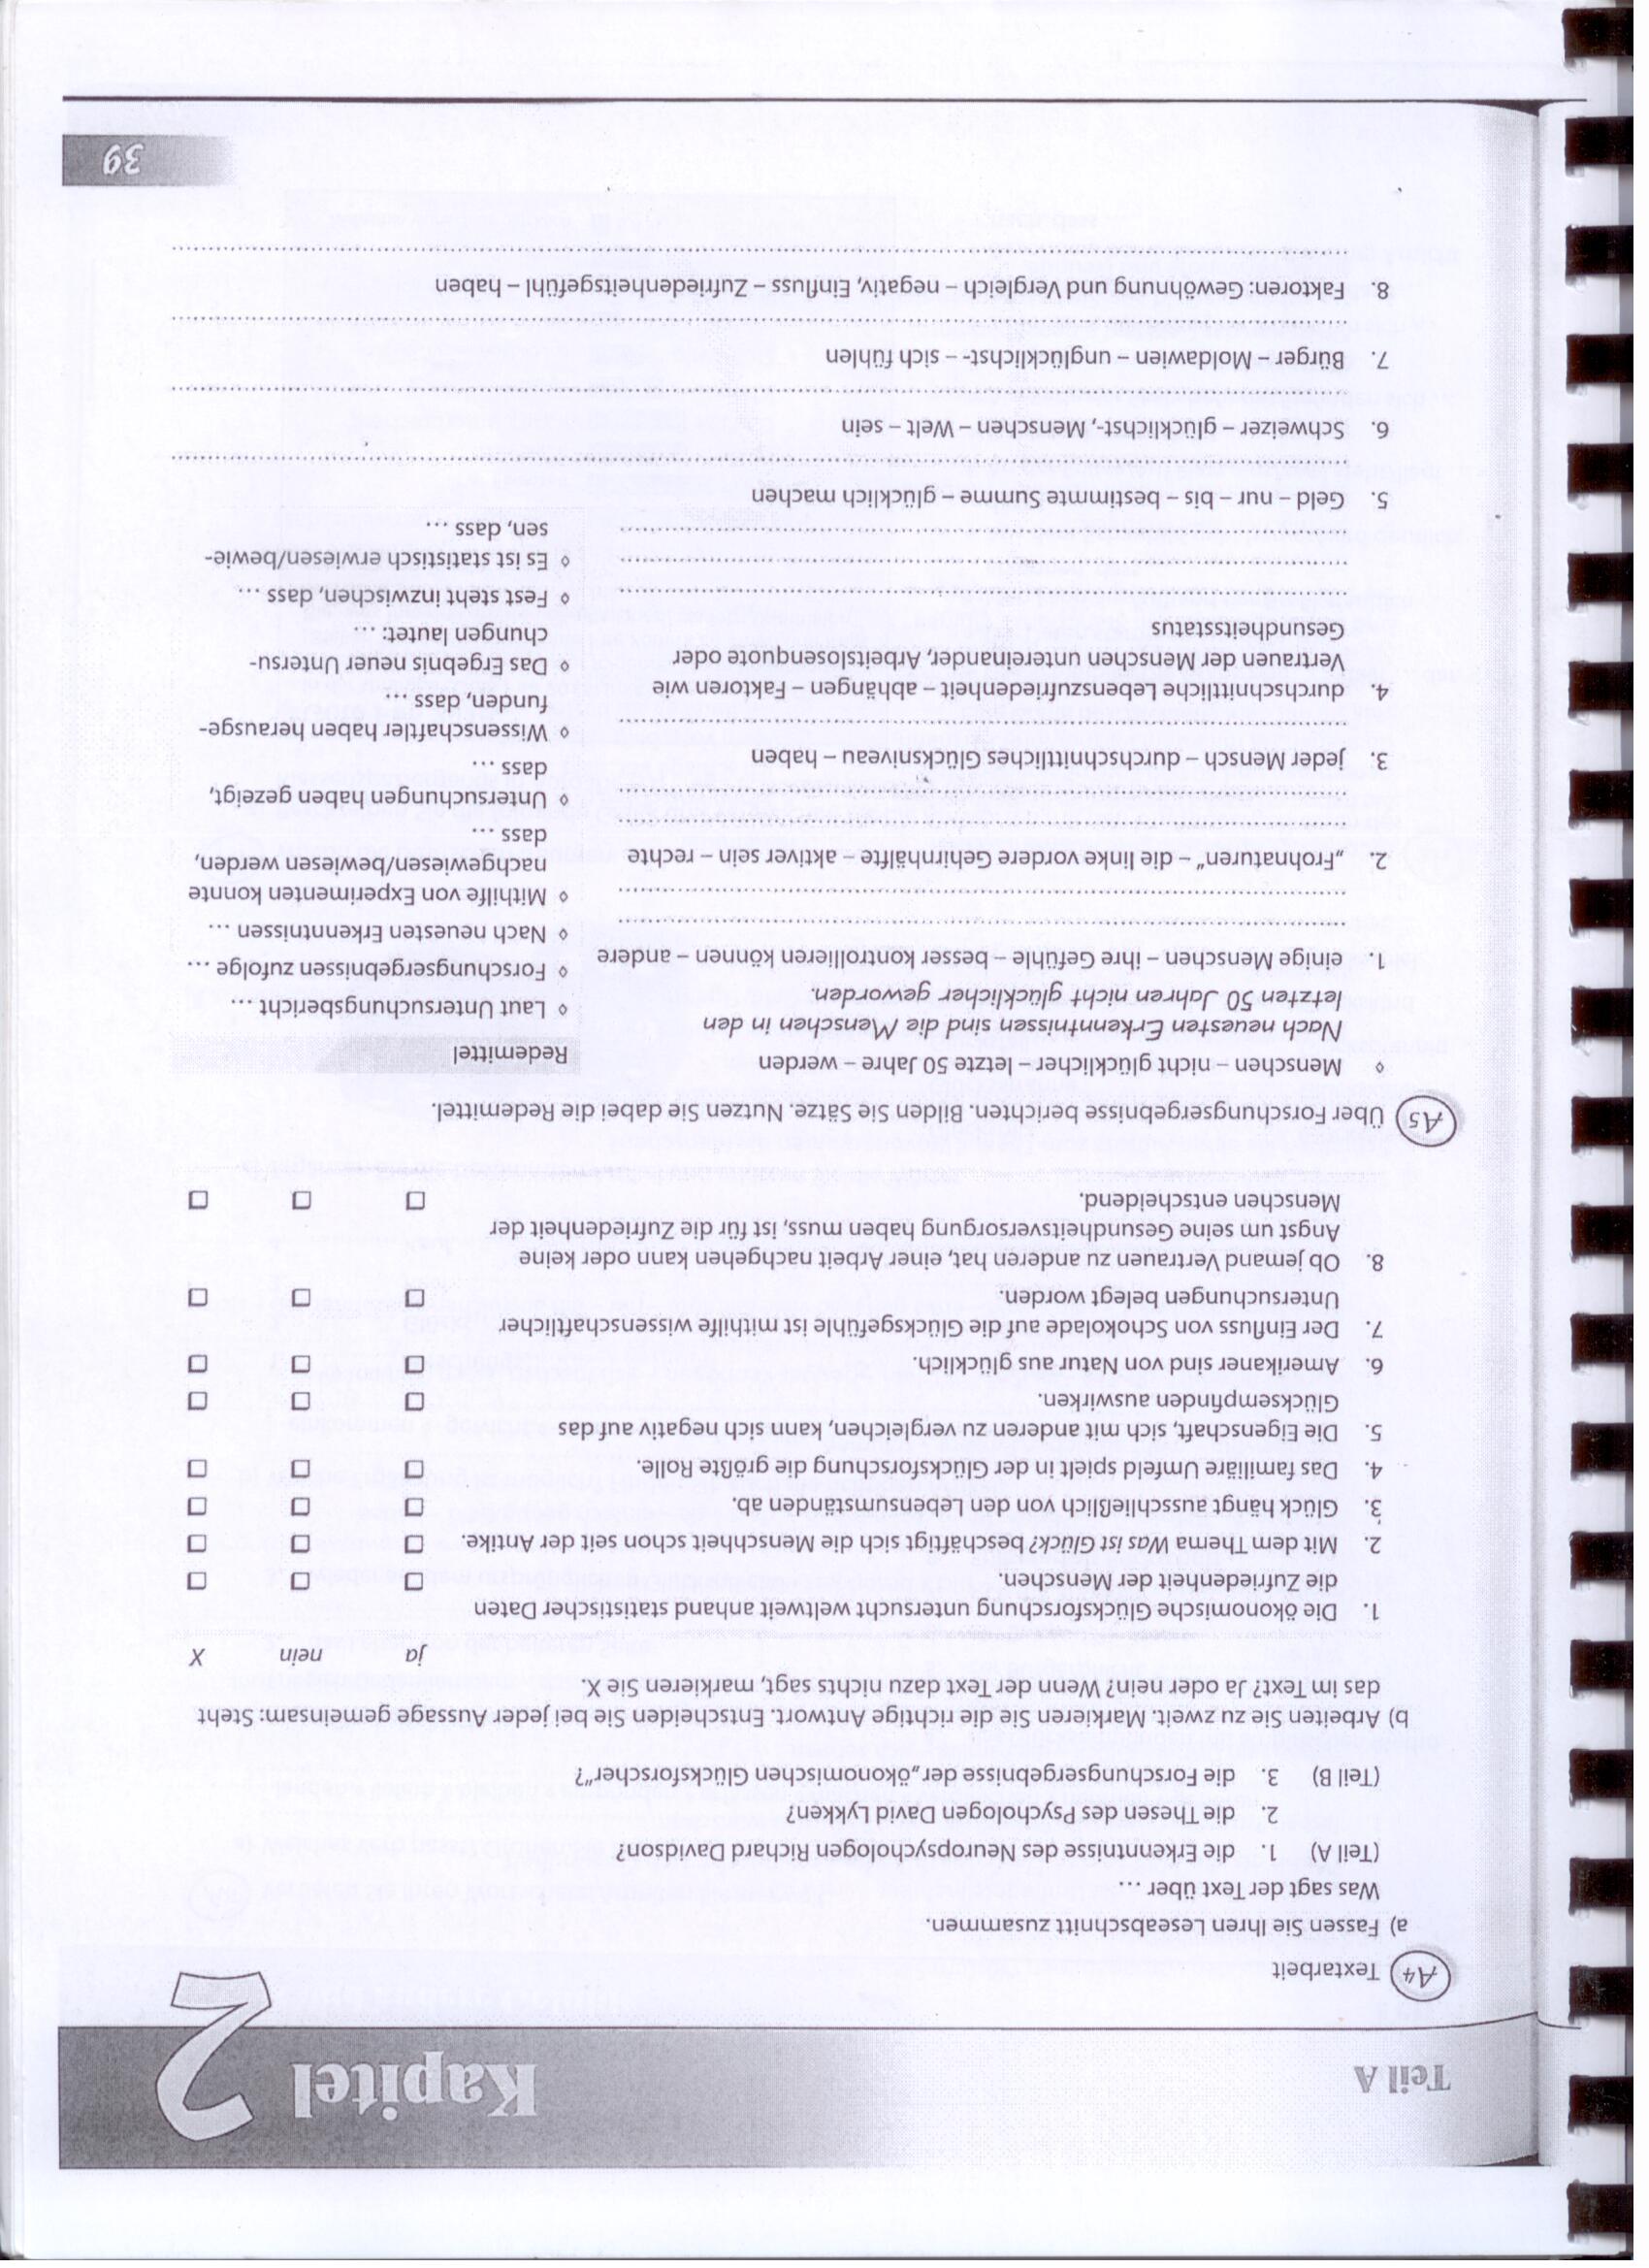 Teil A
Kapitel 2
A4 Textarbeit
a) Fassen Sie Ihren Leseabschnitt zusammen.
Was sagt der Text über ...
(Teil A) 1. die Erkenntnisse des Neuropsychologen Richard Davidson?
2. die Thesen des Psychologen David Lykken?
(Teil B) 3. die Forschungsergebnisse der „ökonomischen Glücksforscher“?
b) Arbeiten Sie zu zweit. Markieren Sie die richtige Antwort. Entscheiden Sie bei jeder Aussage gemeinsam: Steht
das im Text? Ja oder nein? Wenn der Text dazu nichts sagt, markieren Sie X.
ja nein X
1. Die ökonomische Glücksforschung untersucht weltweit anhand statistischer Daten
die Zufriedenheit der Menschen.
2. Mit dem Thema Was ist Glück? beschäftigt sich die Menschheit schon seit der Antike.
3. Glück hängt ausschließlich von den Lebensumständen ab.
4. Das familiäre Umfeld spielt in der Glücksforschung die größte Rolle.
5. Die Eigenschaft, sich mit anderen zu vergleichen, kann sich negativ auf das
Glücksempfinden auswirken.
6. Amerikaner sind von Natur aus glücklich.
7. Der Einfluss von Schokolade auf die Glücksgefühle ist mithilfe wissenschaftlicher
Untersuchungen belegt worden.
8. Ob jemand Vertrauen zu anderen hat, einer Arbeit nachgehen kann oder keine
Angst um seine Gesundheitsversorgung haben muss, ist für die Zufriedenheit der
Menschen entscheidend.
A5 Über Forschungsergebnisse berichten. Bilden Sie Sätze. Nutzen Sie dabei die Redemittel.
◊ Menschen – nicht glücklicher – letzte 50 Jahre – werden
Nach neuesten Erkenntnissen sind die Menschen in den
letzten 50 Jahren nicht glücklicher geworden.
1. einige Menschen – ihre Gefühle – besser kontrollieren können – andere
2. „Frohnaturen“ – die linke vordere Gehirnhälfte – aktiver sein – rechte
3. jeder Mensch – durchschnittliches Glücksniveau – haben
4. durchschnittliche Lebenszufriedenheit – abhängen – Faktoren wie
Vertrauen der Menschen untereinander, Arbeitslosenquote oder
Gesundheitsstatus
Redemittel
◊ Laut Untersuchungsbericht ...
◊ Forschungsergebnissen zufolge ...
◊ Nach neuesten Erkenntnissen ...
◊ Mithilfe von Experimenten konnte
nachgewiesen/bewiesen werden,
dass ...
◊ Untersuchungen haben gezeigt,
dass ...
◊ Wissenschaftler haben herausge-
funden, dass ...
◊ Das Ergebnis neuer Untersu-
chungen lautet: ...
◊ Fest steht inzwischen, dass ...
◊ Es ist statistisch erwiesen/bewie-
sen, dass ...
5. Geld – nur – bis – bestimmte Summe – glücklich machen
6. Schweizer – glücklichst-, Menschen – Welt – sein
7. Bürger – Moldawien – unglücklichst- – sich fühlen
8. Faktoren: Gewöhnung und Vergleich – negativ, Einfluss – Zufriedenheitsgefühl – haben
39